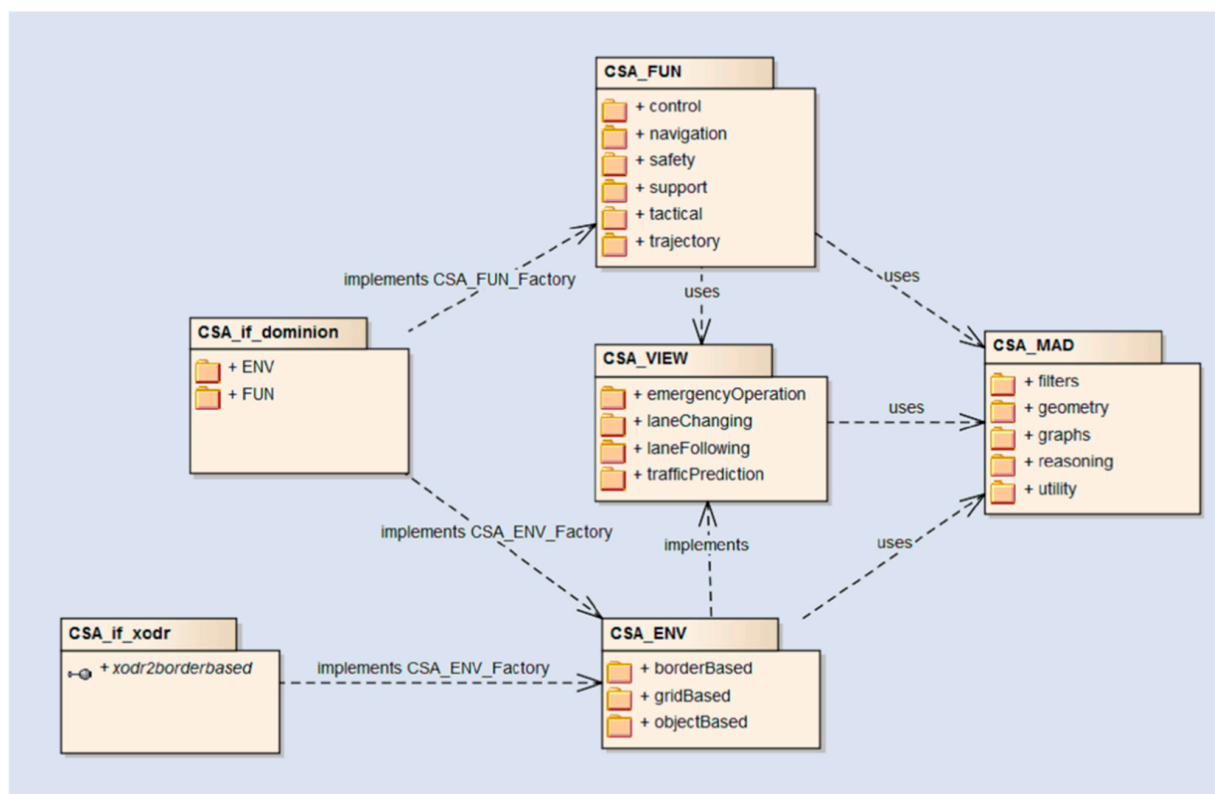 CSA_FUN
+ control
+ navigation
+ safety
+ support
+ tactical
+ trajectory
implements CSA_FUN_Factory
uses
uses
CSA_if_dominion
+ ENV
+ FUN
CSA_VIEW
+ emergencyOperation
+ laneChanging
+ laneFollowing
+ trafficPrediction
uses
CSA_MAD
+ filters
+ geometry
+ graphs
+ reasoning
+ utility
implements CSA_ENV_Factory
implements
uses
CSA_if_xodr
+ xodr2borderbased
implements CSA_ENV_Factory
CSA_ENV
+ borderBased
+ gridBased
+ objectBased